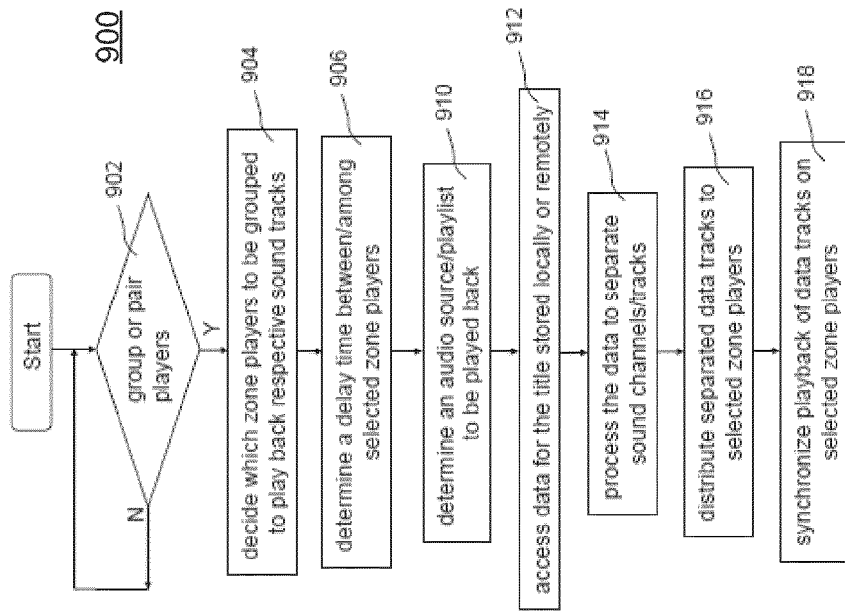 900
Start
902
group or pair
players
N
Y
904
decide which zone players to be grouped
to play back respective sound tracks
906
determine a delay time between/among
selected zone players
910
determine an audio source/playlist
to be played back
912
access data for the title stored locally or remotely
914
process the data to separate
sound channels/tracks
916
distribute separated data tracks to
selected zone players
918
synchronize playback of data tracks on
selected zone players